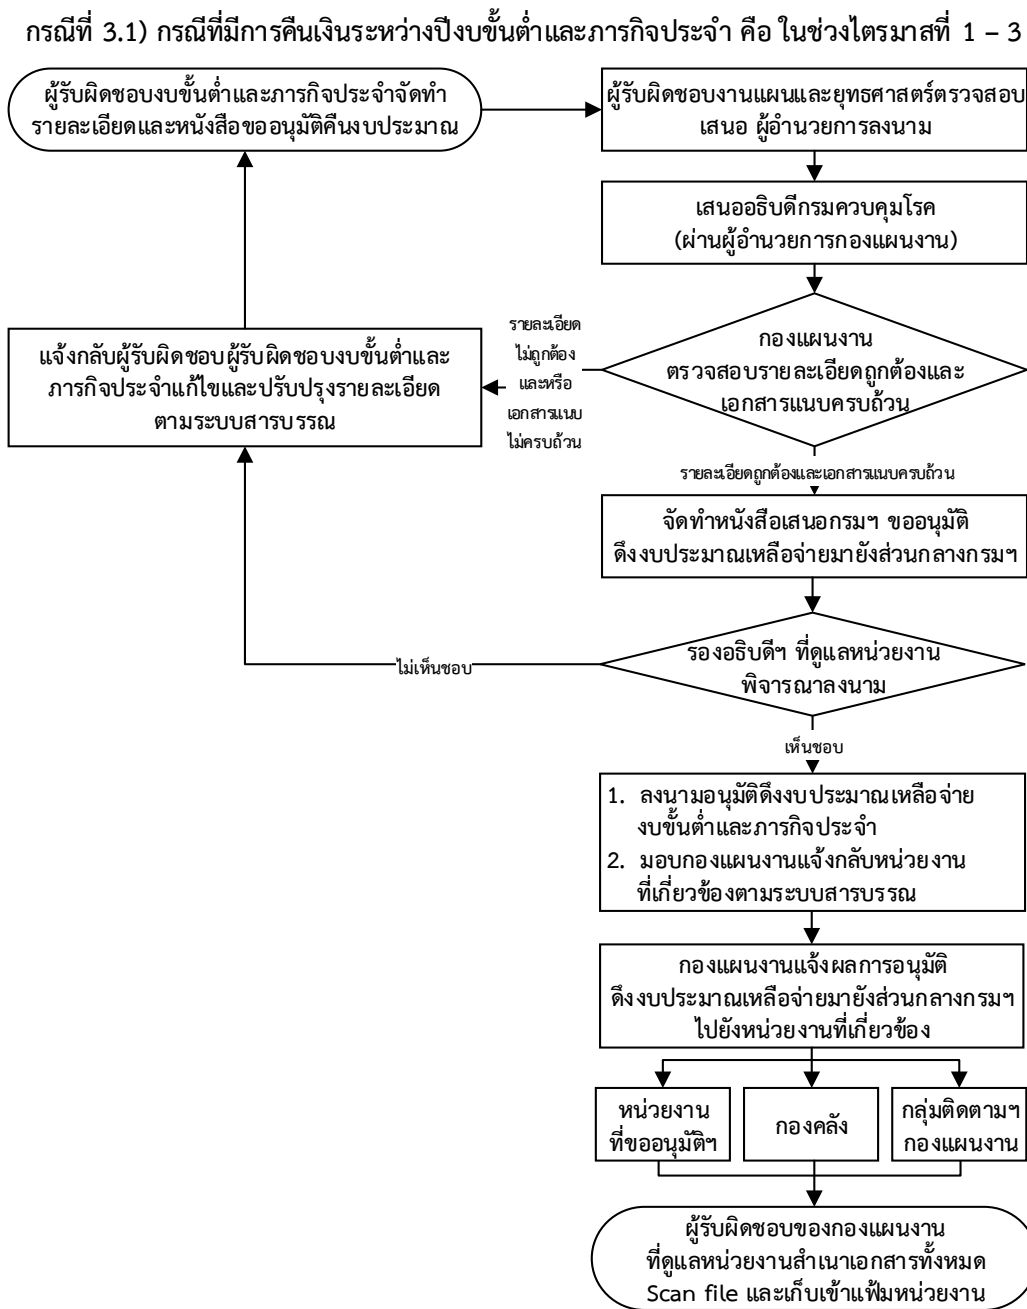 กรณีที่ 3.1) กรณีที่มีการคืนเงินระหว่างปีงบขั้นต่ำและภารกิจประจำ คือ ในช่วงไตรมาสที่ 1 – 3
ผู้รับผิดชอบงบขั้นต่ำและภารกิจประจำจัดทำ
รายละเอียดและหนังสือขออนุมัติคืนงบประมาณ
ผู้รับผิดชอบงานแผนและยุทธศาสตร์ตรวจสอบ
เสนอ ผู้อำนวยการลงนาม
เสนออธิบดีกรมควบคุมโรค
(ผ่านผู้อำนวยการกองแผนงาน)
กองแผนงาน
ตรวจสอบรายละเอียดถูกต้องและ
เอกสารแนบครบถ้วน
รายละเอียด
ไม่ถูกต้อง
และหรือ
เอกสารแนบ
ไม่ครบถ้วน
แจ้งกลับผู้รับผิดชอบผู้รับผิดชอบงบขั้นต่ำและ
ภารกิจประจำแก้ไขและปรับปรุงรายละเอียด
ตามระบบสารบรรณ
รายละเอียดถูกต้องและเอกสารแนบครบถ้วน
จัดทำหนังสือเสนอกรมฯ ขออนุมัติ
ดึงงบประมาณเหลือจ่ายมายังส่วนกลางกรมฯ
รองอธิบดีฯ ที่ดูแลหน่วยงาน
พิจารณาลงนาม
ไม่เห็นชอบ
เห็นชอบ
1. ลงนามอนุมัติดึงงบประมาณเหลือจ่าย
งบขั้นต่ำและภารกิจประจำ
2. มอบกองแผนงานแจ้งกลับหน่วยงาน
ที่เกี่ยวข้องตามระบบสารบรรณ
กองแผนงานแจ้งผลการอนุมัติ
ดึงงบประมาณเหลือจ่ายมายังส่วนกลางกรมฯ
ไปยังหน่วยงานที่เกี่ยวข้อง
หน่วยงาน
ที่ขออนุมัติฯ
กองคลัง
กลุ่มติดตามฯ
กองแผนงาน
ผู้รับผิดชอบของกองแผนงาน
ที่ดูแลหน่วยงานสำเนาเอกสารทั้งหมด
Scan file และเก็บเข้าแฟ้มหน่วยงาน